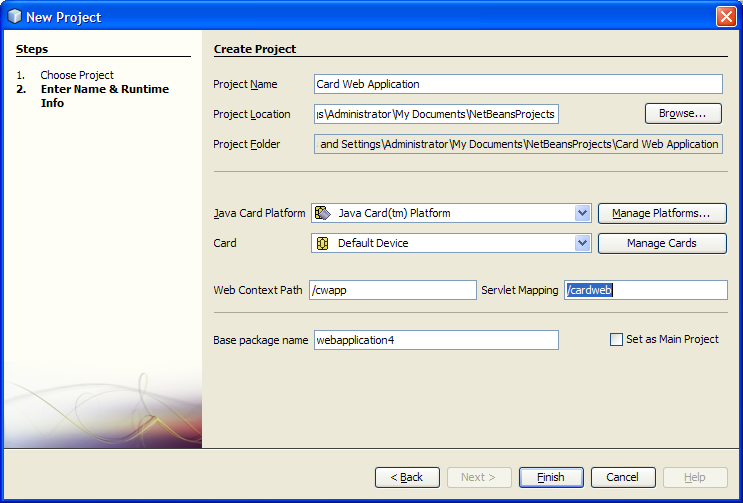 New Project
Steps
1. Choose Project
2. Enter Name & Runtime
Info
Create Project
Project Name Card Web Application
Project Location gs\Administrator\My Documents\NetBeansProjects Browse...
Project Folder and Settings\Administrator\My Documents\NetBeansProjects\Card Web Application
Java Card Platform Java Card(tm) Platform Manage Platforms...
Card Default Device Manage Cards
Web Context Path /cwapp Servlet Mapping /cardweb
Base package name webapplication4 Set as Main Project
< Back Next > Finish Cancel Help